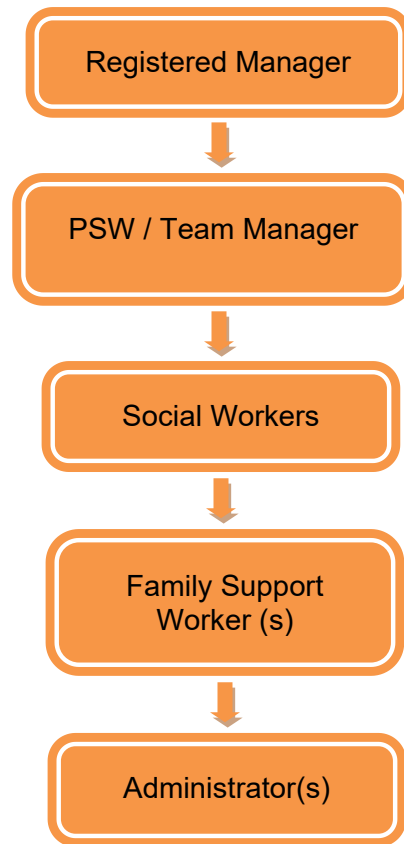 Registered Manager
PSW / Team Manager
Social Workers
Family Support
Worker (s)
Administrator(s)